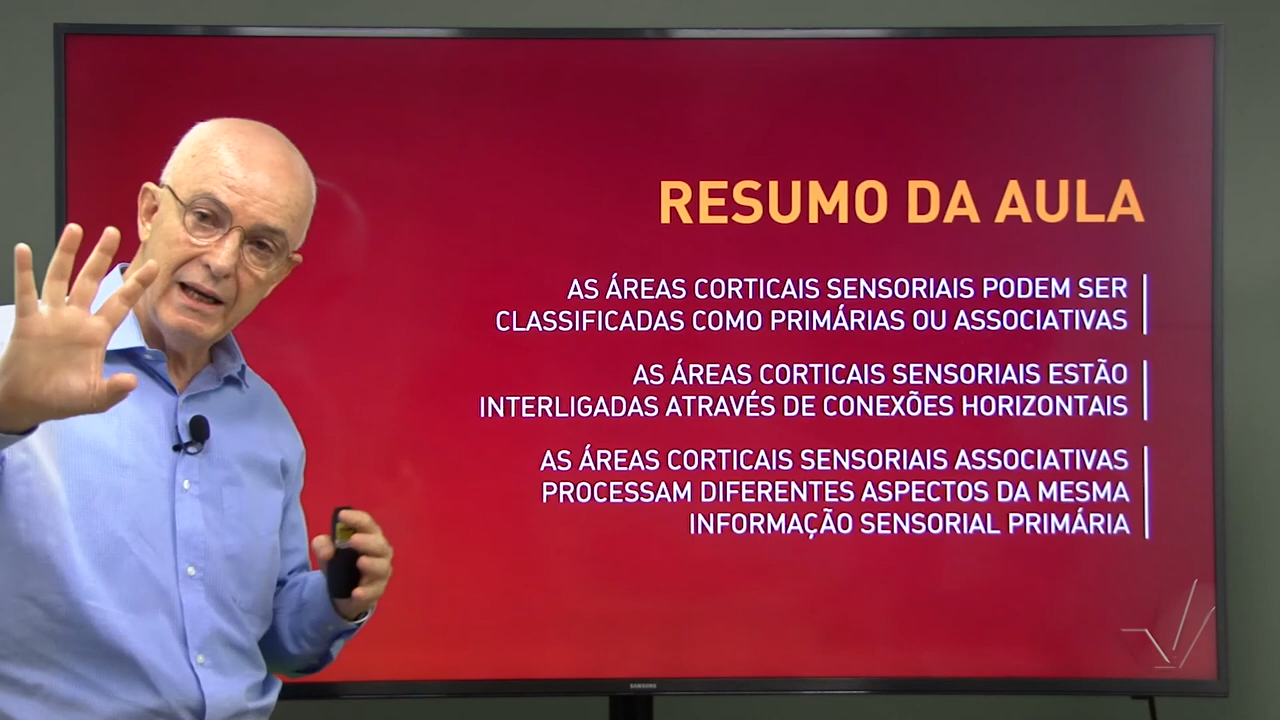 RESUMO DA AULA
AS ÁREAS CORTICAIS SENSORIAIS PODEM SER
CLASSIFICADAS COMO PRIMÁRIAS OU ASSOCIATIVAS
AS ÁREAS CORTICAIS SENSORIAIS ESTÃO
INTERLIGADAS ATRAVÉS DE CONEXÕES HORIZONTAIS
AS ÁREAS CORTICAIS SENSORIAIS ASSOCIATIVAS
PROCESSAM DIFERENTES ASPECTOS DA MESMA
INFORMAÇÃO SENSORIAL PRIMÁRIA
SAMSUNG